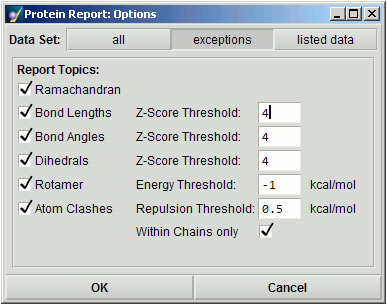 Protein Report: Options
Data Set: all exceptions listed data
Report Topics:
Ramachandran
Bond Lengths Z-Score Threshold: 4
Bond Angles Z-Score Threshold: 4
Dihedrals Z-Score Threshold: 4
Rotamer Energy Threshold: -1 kcal/mol
Atom Clashes Repulsion Threshold: 0.5 kcal/mol
Within Chains only
OK Cancel